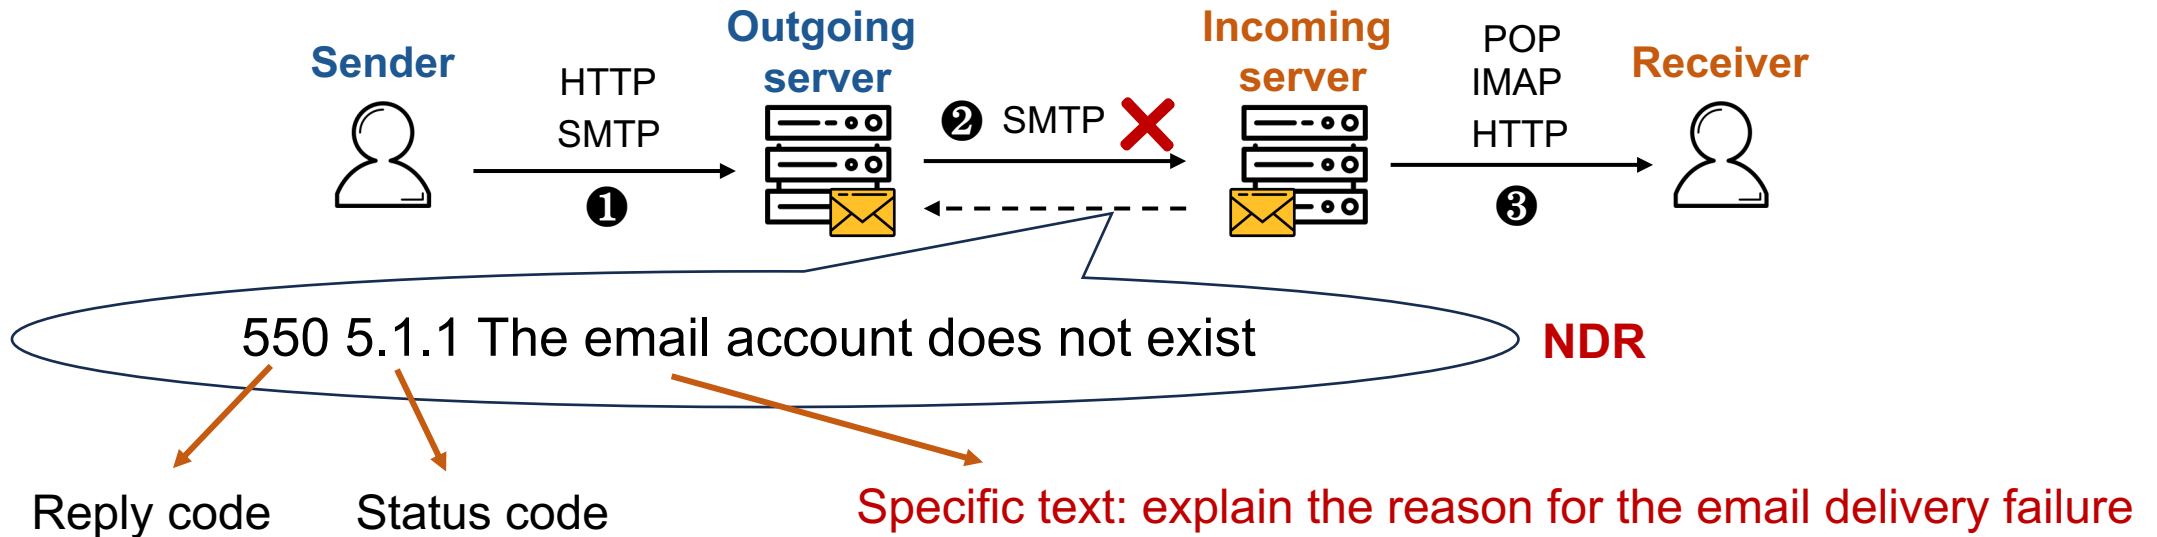 Sender
HTTP
SMTP
❶
Outgoing
server
❷ SMTP
Incoming
server
POP
IMAP
HTTP
❸
Receiver
550 5.1.1 The email account does not exist
NDR
Reply code
Status code
Specific text: explain the reason for the email delivery failure